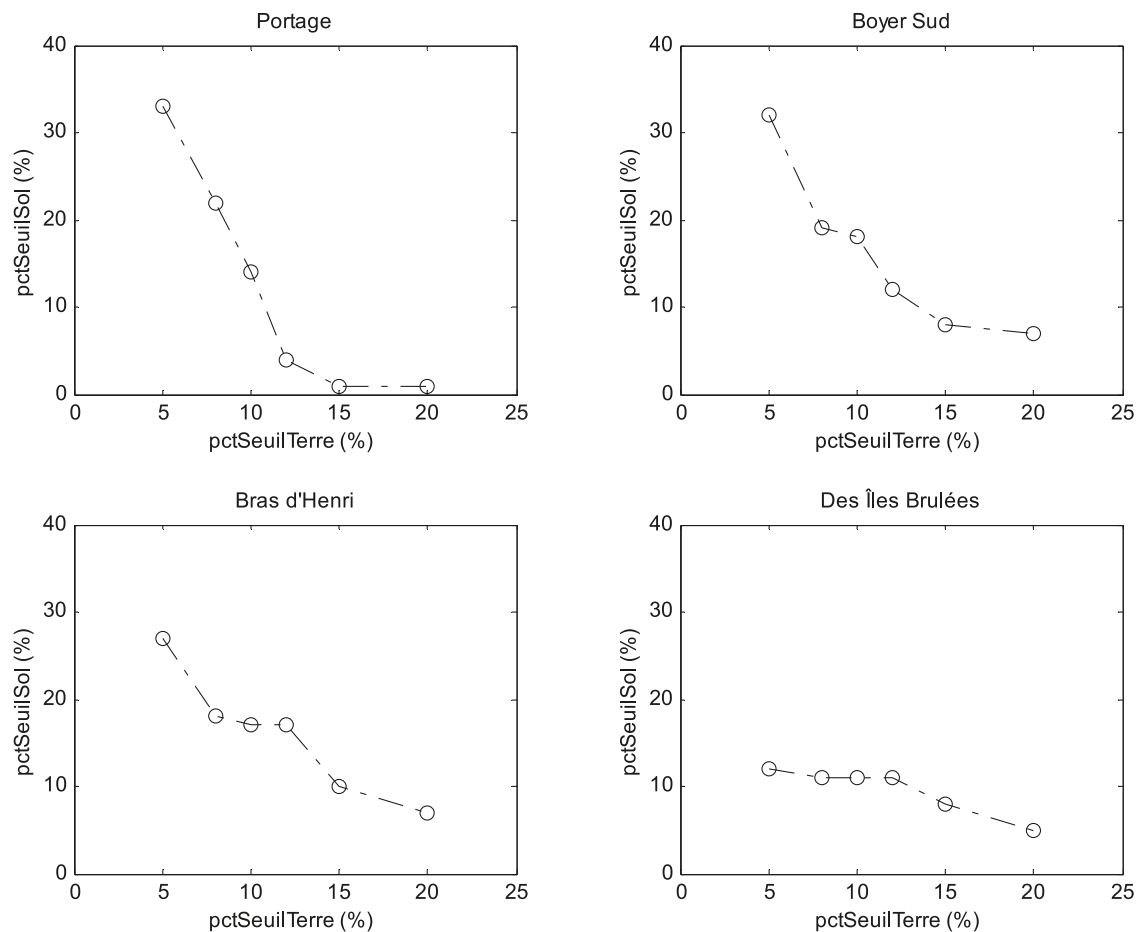 Portage
40
30
20
10
0
pctSeuilSol (%)
0 5 10 15 20 25
pctSeuilTerre (%)
Boyer Sud
40
30
20
10
0
pctSeuilSol (%)
0 5 10 15 20 25
pctSeuilTerre (%)
Bras d'Henri
40
30
20
10
0
pctSeuilSol (%)
0 5 10 15 20 25
pctSeuilTerre (%)
Des Îles Brulées
40
30
20
10
0
pctSeuilSol (%)
0 5 10 15 20 25
pctSeuilTerre (%)